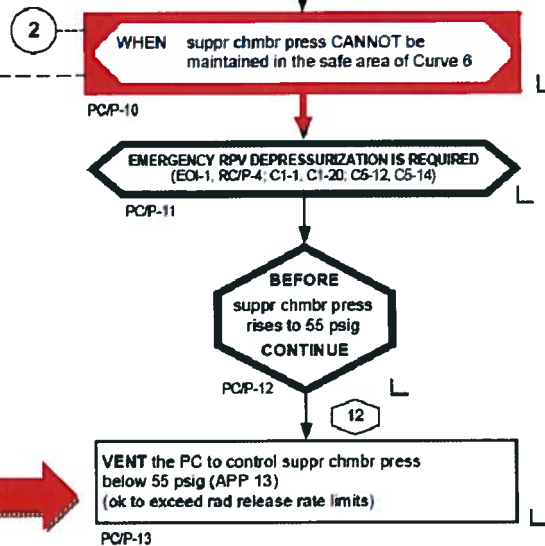 2
WHEN suppr chmbr press CANNOT be
maintained in the safe area of Curve 6
PC/P-10
EMERGENCY RPV DEPRESSURIZATION IS REQUIRED
(EOI-1, RC/P-4; C1-1, C1-20; C5-12, C5-14)
PC/P-11
BEFORE
suppr chmbr press
rises to 55 psig
CONTINUE
PC/P-12
12
VENT the PC to control suppr chmbr press
below 55 psig (APP 13)
(ok to exceed rad release rate limits)
PC/P-13